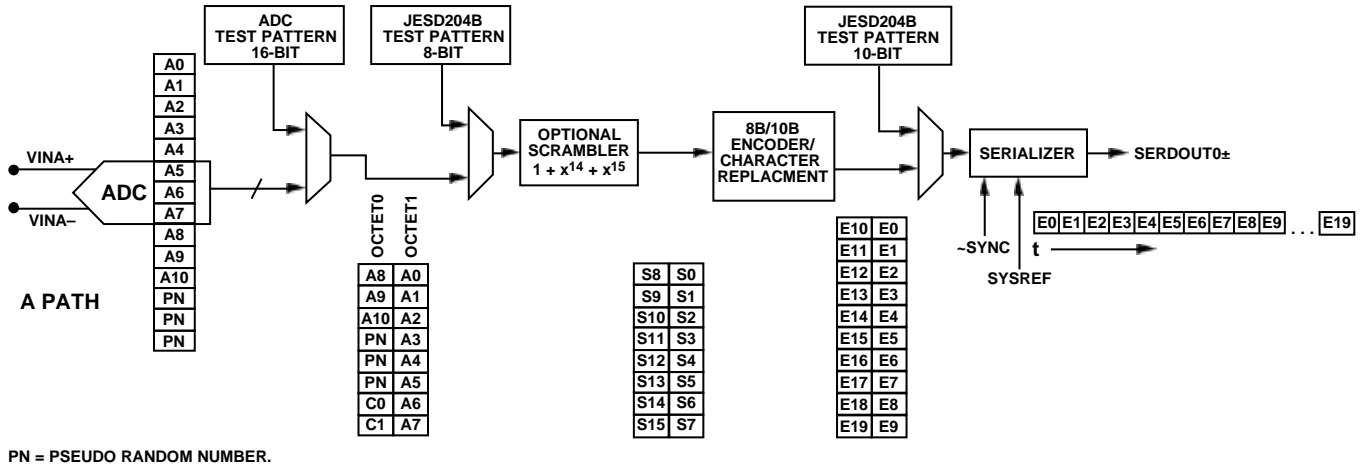 ADC
TEST PATTERN
16-BIT
JESD204B
TEST PATTERN
8-BIT
JESD204B
TEST PATTERN
10-BIT
VINA+
VINA–
ADC
A PATH
A0
A1
A2
A3
A4
A5
A6
A7
A8
A9
A10
PN
PN
PN
OCTET0 OCTET1
A8 A0
A9 A1
A10 A2
PN A3
PN A4
PN A5
C0 A6
C1 A7
OPTIONAL
SCRAMBLER
1 + x14 + x15
S8 S0
S9 S1
S10 S2
S11 S3
S12 S4
S13 S5
S14 S6
S15 S7
8B/10B
ENCODER/
CHARACTER
REPLACMENT
E10 E0
E11 E1
E12 E2
E13 E3
E14 E4
E15 E5
E16 E6
E17 E7
E18 E8
E19 E9
SERIALIZER
SERDOUT0±
~SYNC
SYSREF
E0 E1 E2 E3 E4 E5 E6 E7 E8 E9 . . . E19
t
PN = PSEUDO RANDOM NUMBER.